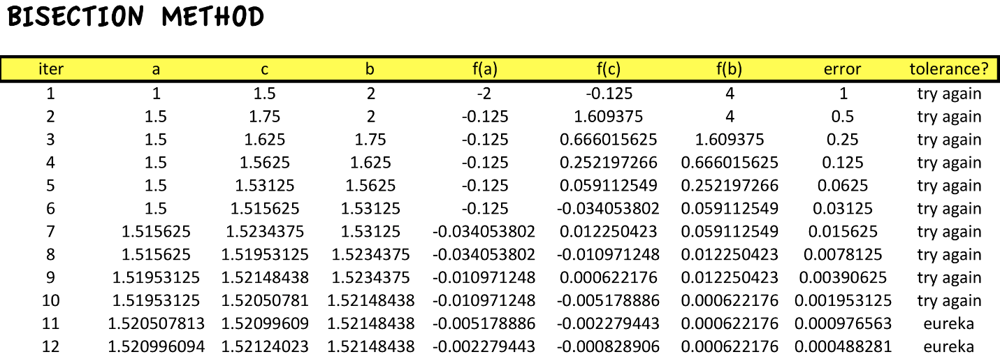 BISECTION METHOD
iter a c b f(a) f(c) f(b) error tolerance?
1 1 1.5 2 -2 -0.125 4 1 try again
2 1.5 1.75 2 -0.125 1.609375 4 0.5 try again
3 1.5 1.625 1.75 -0.125 0.666015625 1.609375 0.25 try again
4 1.5 1.5625 1.625 -0.125 0.252197266 0.666015625 0.125 try again
5 1.5 1.53125 1.5625 -0.125 0.059112549 0.252197266 0.0625 try again
6 1.5 1.515625 1.53125 -0.125 -0.034053802 0.059112549 0.03125 try again
7 1.515625 1.5234375 1.53125 -0.034053802 0.012250423 0.059112549 0.015625 try again
8 1.515625 1.51953125 1.5234375 -0.034053802 -0.010971248 0.012250423 0.0078125 try again
9 1.51953125 1.52148438 1.5234375 -0.010971248 0.000622176 0.012250423 0.00390625 try again
10 1.51953125 1.52050781 1.52148438 -0.010971248 -0.005178886 0.000622176 0.001953125 try again
11 1.520507813 1.52099609 1.52148438 -0.005178886 -0.002279443 0.000622176 0.000976563 eureka
12 1.520996094 1.52124023 1.52148438 -0.002279443 -0.000828906 0.000622176 0.000488281 eureka